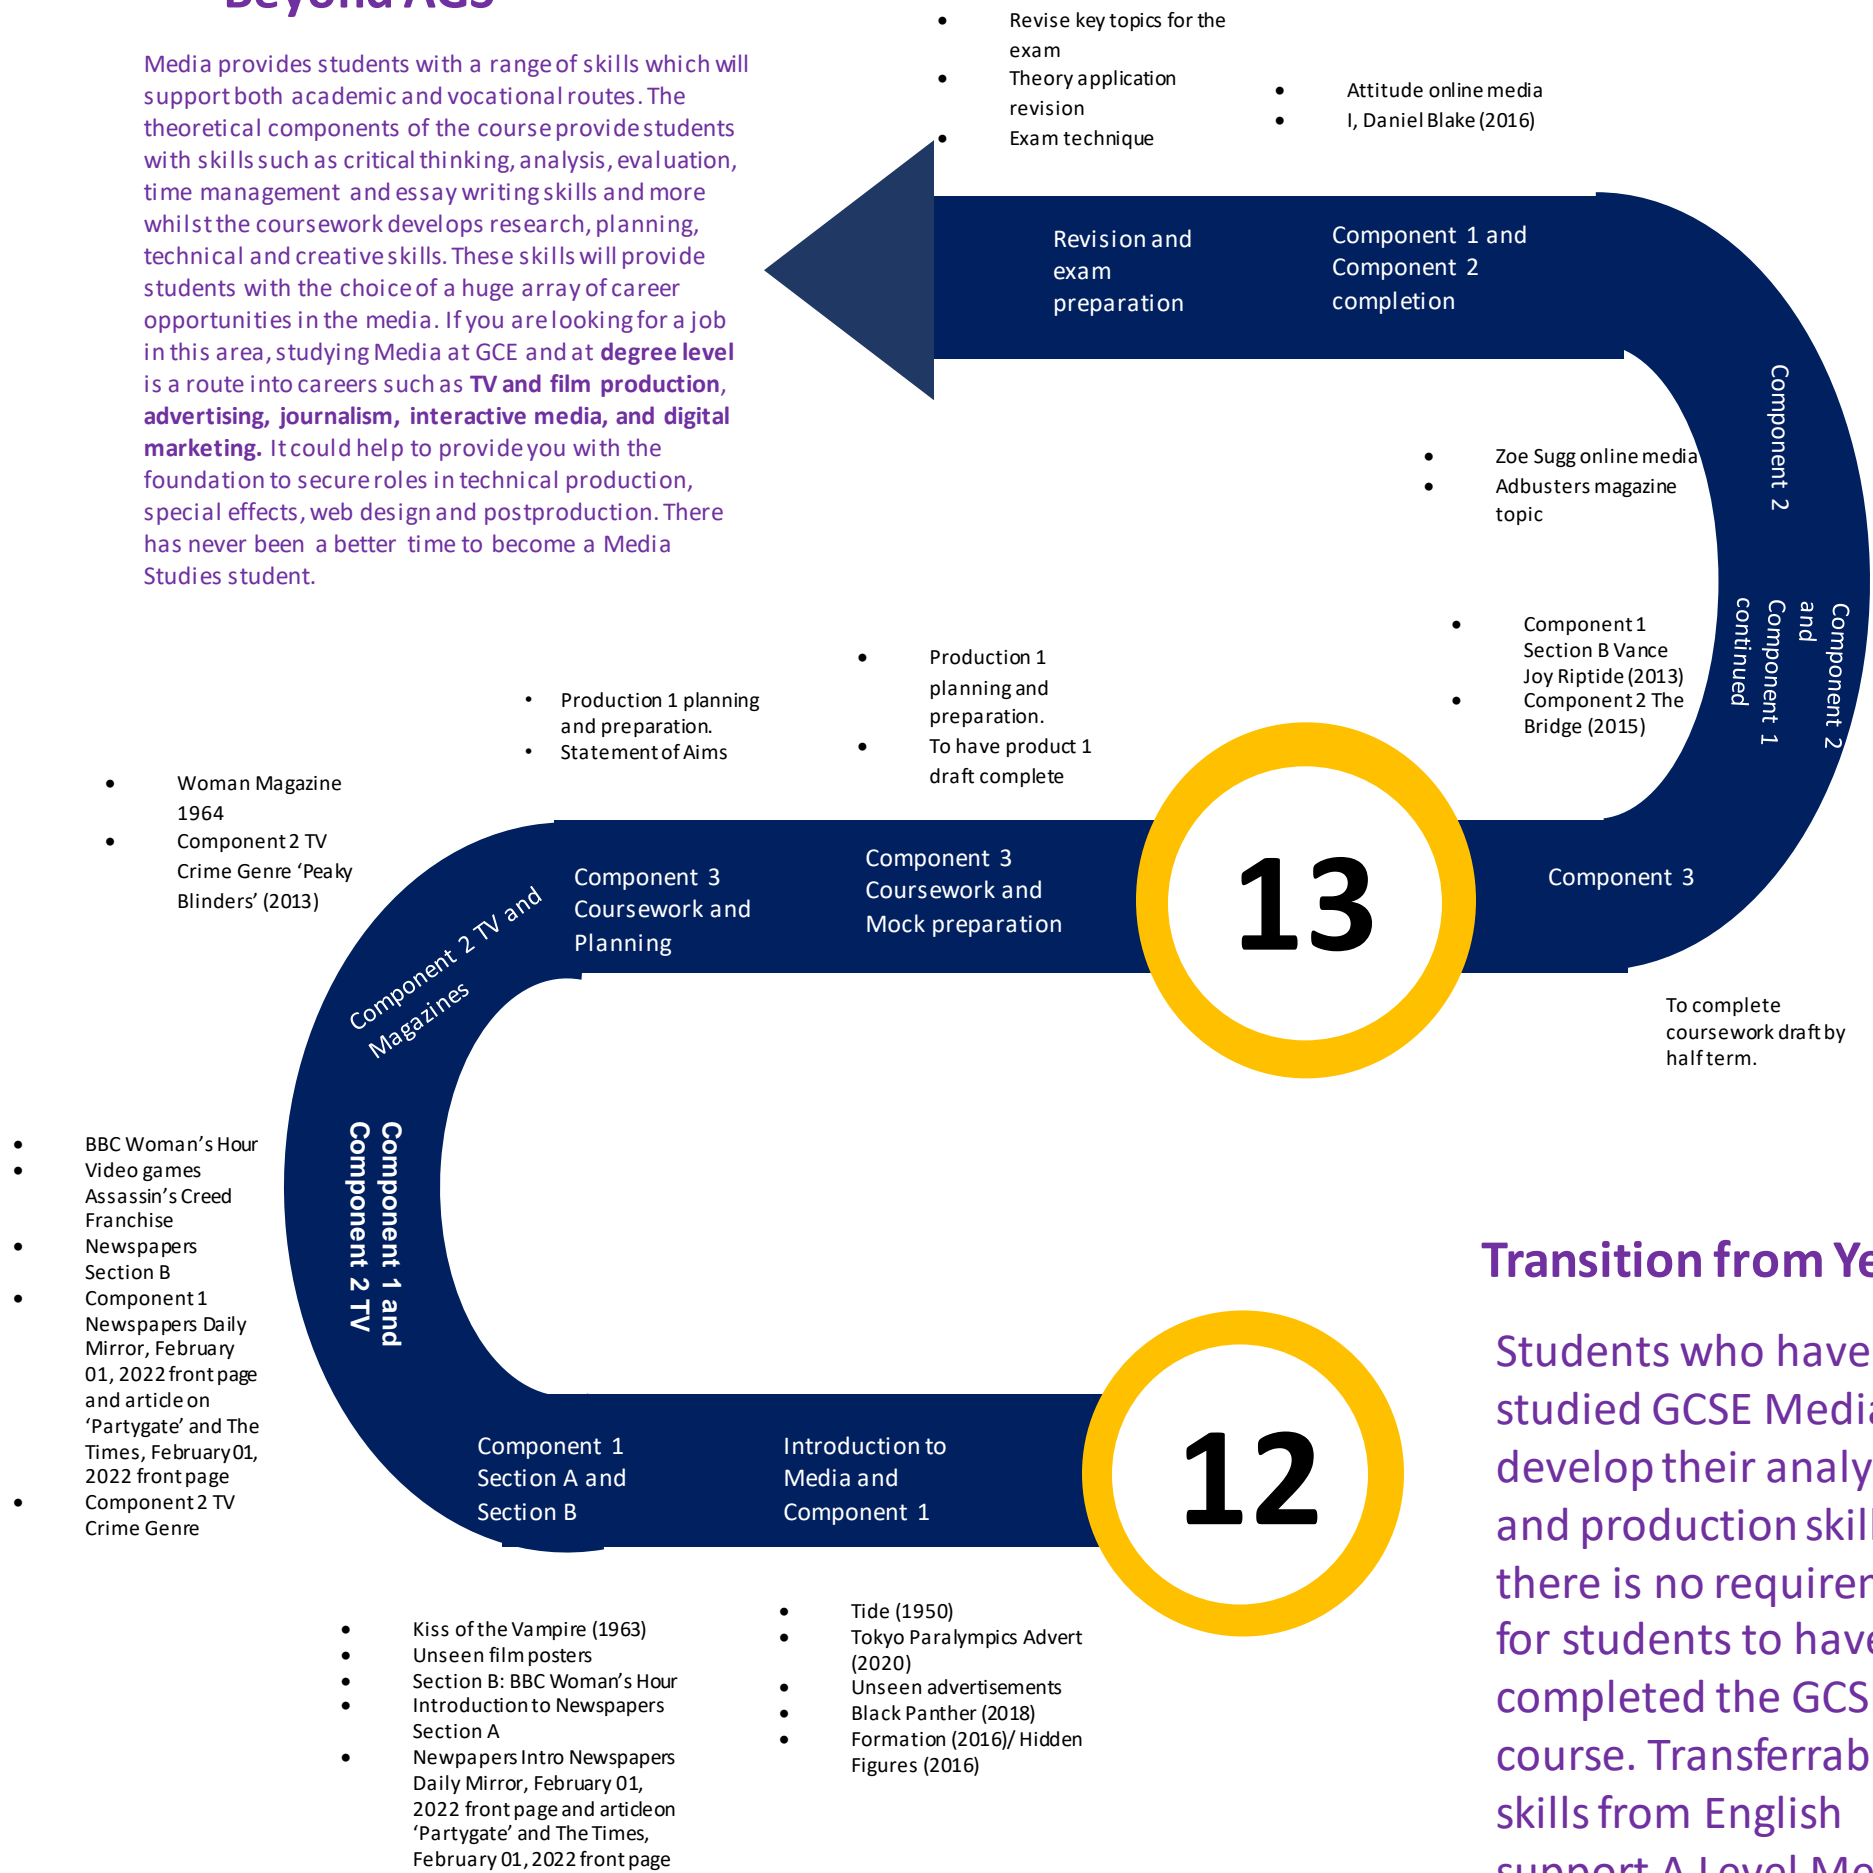 Beyond AGS
Media provides students with a range of skills which will
support both academic and vocational routes. The
theoretical components of the course provide students
with skills such as critical thinking, analysis, evaluation,
time management and essay writing skills and more
whilst the coursework develops research, planning,
technical and creative skills. These skills will provide
students with the choice of a huge array of career
opportunities in the media. If you are looking for a job
in this area, studying Media at GCE and at degree level
is a route into careers such as TV and film production,
advertising, journalism, interactive media, and digital
marketing. It could help to provide you with the
foundation to secure roles in technical production,
special effects, web design and postproduction. There
has never been a better time to become a Media
Studies student.
• Revise key topics for the
exam
• Theory application
revision
• Exam technique
• Attitude online media
• I, Daniel Blake (2016)
Revision and
exam
preparation
Component 1 and
Component 2
completion
Component 2
• Zoe Sugg online media
• Adbusters magazine
topic
Component 2
and
Component 1
continued
• Component 1
Section B Vance
Joy Riptide (2013)
• Component 2 The
Bridge (2015)
• Production 1
planning and
preparation.
• To have product 1
draft complete
• Production 1 planning
and preparation.
• Statement of Aims
• Woman Magazine
1964
• Component 2 TV
Crime Genre ‘Peaky
Blinders’ (2013)
Component 2 TV and
Magazines
Component 3
Coursework and
Planning
Component 3
Coursework and
Mock preparation
13
Component 3
To complete
coursework draft by
half term.
• BBC Woman’s Hour
• Video games
Assassin’s Creed
Franchise
• Newspapers
Section B
• Component 1
Newspapers Daily
Mirror, February
01, 2022 front page
and article on
‘Partygate’ and The
Times, February 01,
2022 front page
• Component 2 TV
Crime Genre
Component 1 and
Component 2 TV
Component 1
Section A and
Section B
Introduction to
Media and
Component 1
12
• Kiss of the Vampire (1963)
• Unseen film posters
• Section B: BBC Woman’s Hour
• Introduction to Newspapers
Section A
• Newpapers Intro Newspapers
Daily Mirror, February 01,
2022 front page and article on
‘Partygate’ and The Times,
February 01, 2022 front page
• Tide (1950)
• Tokyo Paralympics Advert
(2020)
• Unseen advertisements
• Black Panther (2018)
• Formation (2016)/ Hidden
Figures (2016)
Transition from Ye
Students who have
studied GCSE Media
develop their analy
and production skill
there is no requiren
for students to have
completed the GCS
course. Transferrab
skills from English
support A Level Me